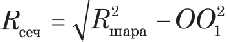 R_сеч = √(R²_шара − OO₁²)